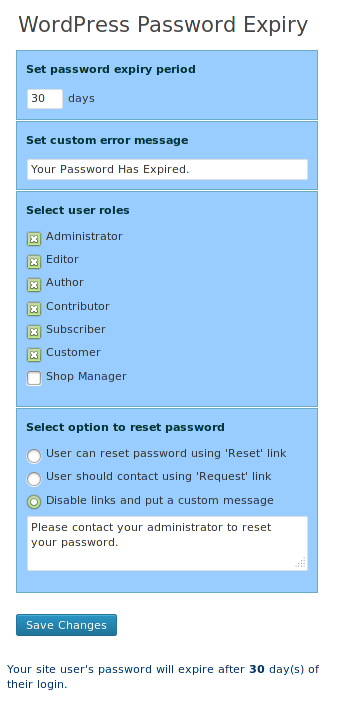 WordPress Password Expiry
Set password expiry period
30 days
Set custom error message
Your Password Has Expired.
Select user roles
Administrator
Editor
Author
Contributor
Subscriber
Customer
Shop Manager
Select option to reset password
User can reset password using 'Reset' link
User should contact using 'Request' link
Disable links and put a custom message
Please contact your administrator to reset
your password.
Save Changes
Your site user's password will expire after 30 day(s) of
their login.